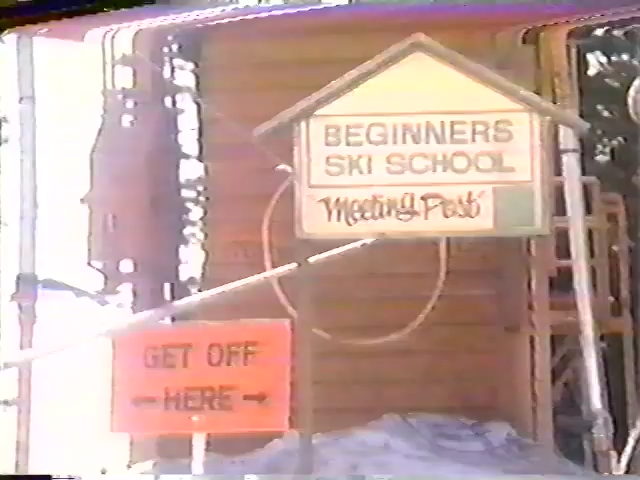 BEGINNERS
SKI SCHOOL
Meeting Post
GET OFF
← HERE →